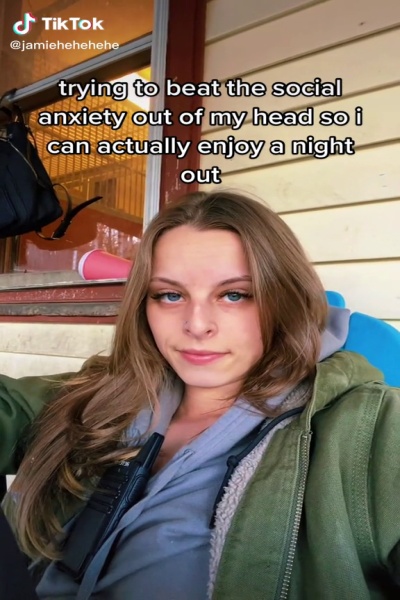 TikTok
@jamiehehehehe
trying to beat the social
anxiety out of my head so i
can actually enjoy a night
out